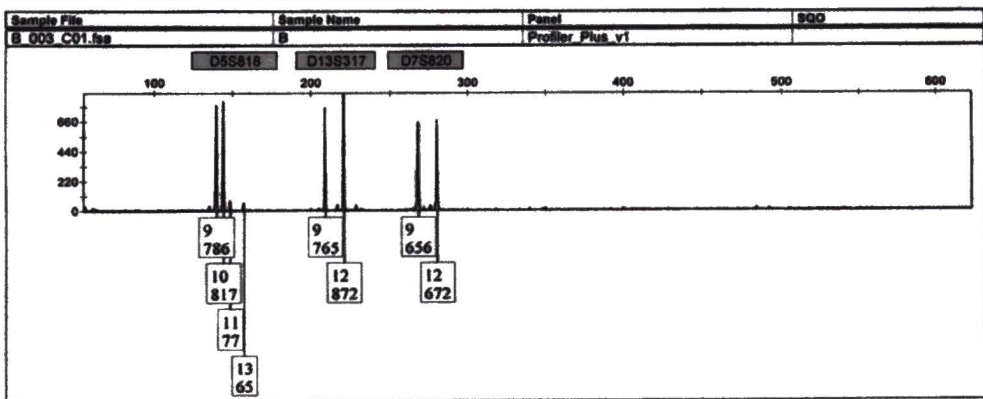 Sample File Sample Name Panel SQO
B_003_C01.fsa B Profiler_Plus_v1
D5S818 D13S317 D7S820
100 200 300 400 500 600
660
440
220
0
9 9 9
786 765 656
10 12 12
817 872 672
11
77
13
65